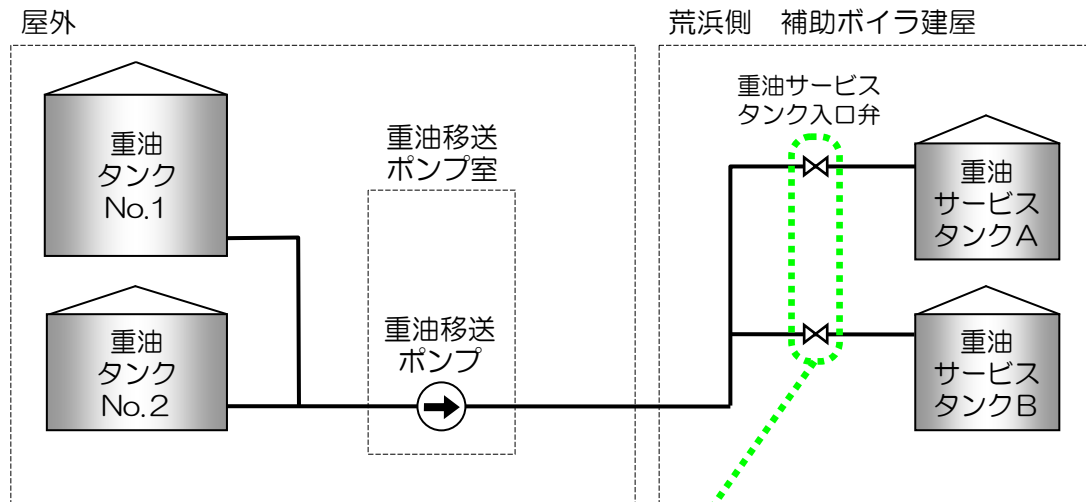 屋外
荒浜側　補助ボイラ建屋
重油
タンク
No.1
重油移送
ポンプ室
重油サービス
タンク入口弁
重油
サービス
タンクA
重油
タンク
No.2
重油移送
ポンプ
重油
サービス
タンクB